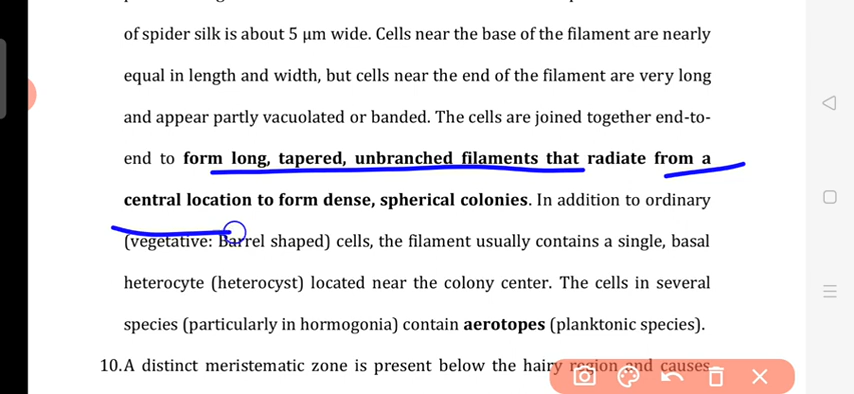 of spider silk is about 5 μm wide. Cells near the base of the filament are nearly
equal in length and width, but cells near the end of the filament are very long
and appear partly vacuolated or banded. The cells are joined together end-to-
end to form long, tapered, unbranched filaments that radiate from a
central location to form dense, spherical colonies. In addition to ordinary
(vegetative: Barrel shaped) cells, the filament usually contains a single, basal
heterocyte (heterocyst) located near the colony center. The cells in several
species (particularly in hormogonia) contain aerotopes (planktonic species).
10. A distinct meristematic zone is present below the hairy region and causes